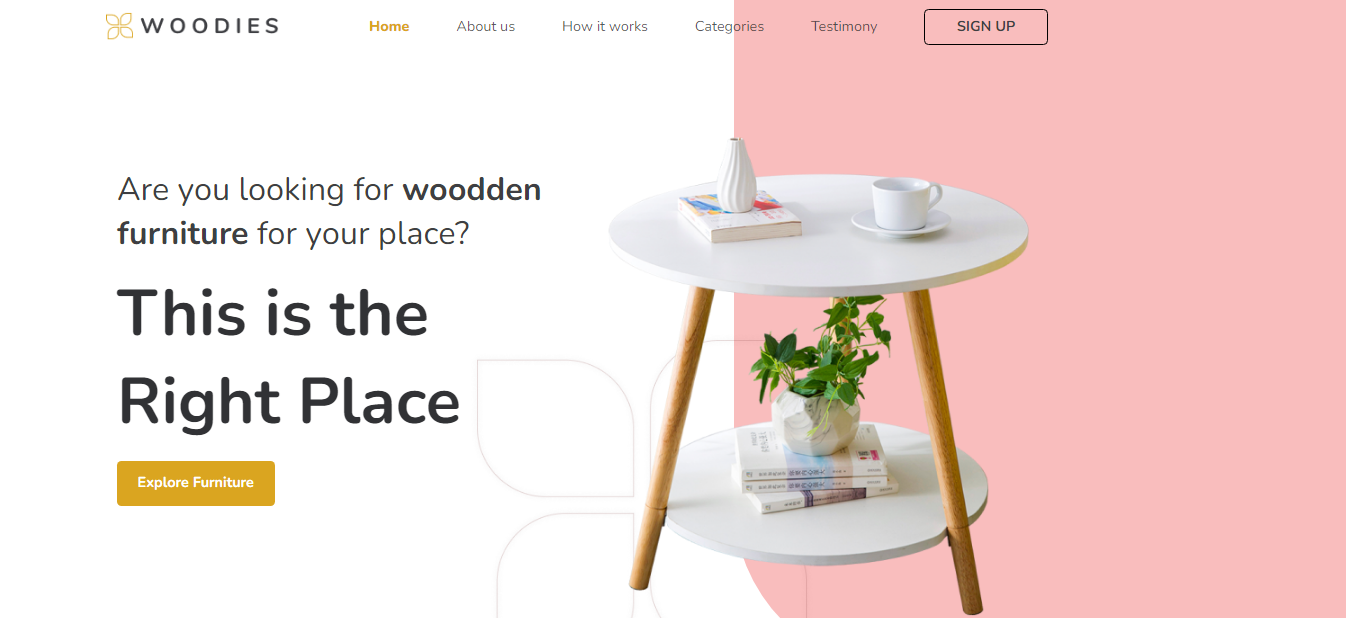 WOODIES
Home
About us
How it works
Categories
Testimony
SIGN UP
Are you looking for woodden
furniture for your place?
This is the
Right Place
Explore Furniture